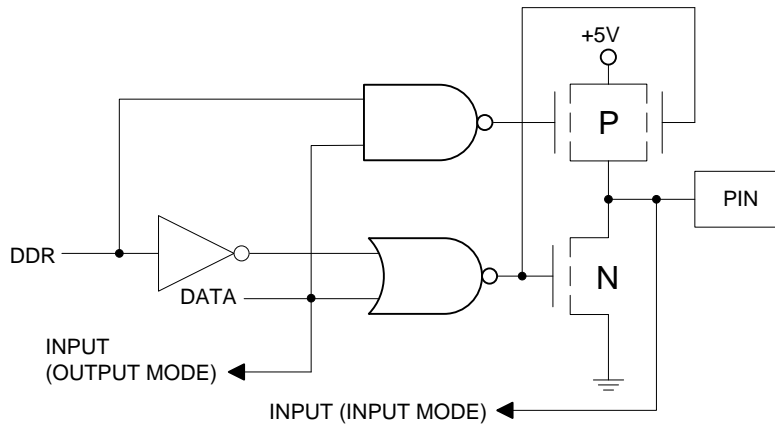 +5V
P
PIN
DDR
N
DATA
INPUT
(OUTPUT MODE)
INPUT (INPUT MODE)